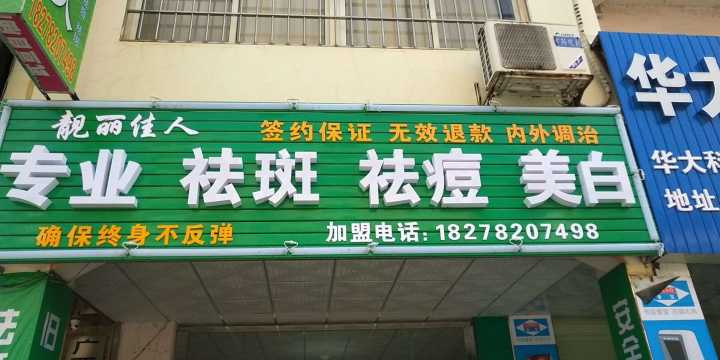 靓丽佳人
签约保证 无效退款 内外调治
专业 祛斑 祛痘 美白
确保终身不反弹
加盟电话:18278207498
18278207498
华大
华大科
地址